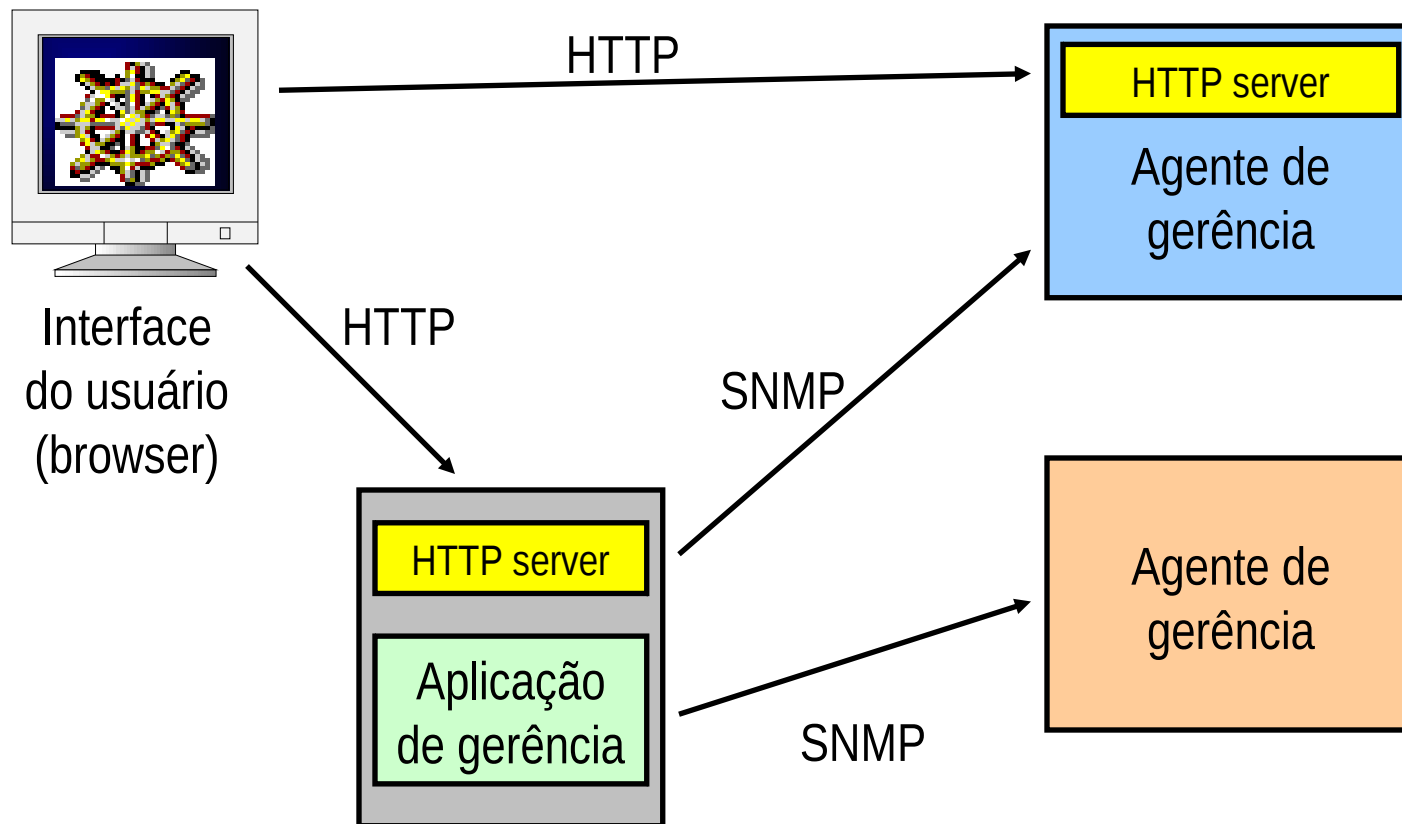 HTTP
HTTP server
Agente de
gerência
Interface
do usuário
(browser)
HTTP
SNMP
HTTP server
Aplicação
de gerência
Agente de
gerência
SNMP